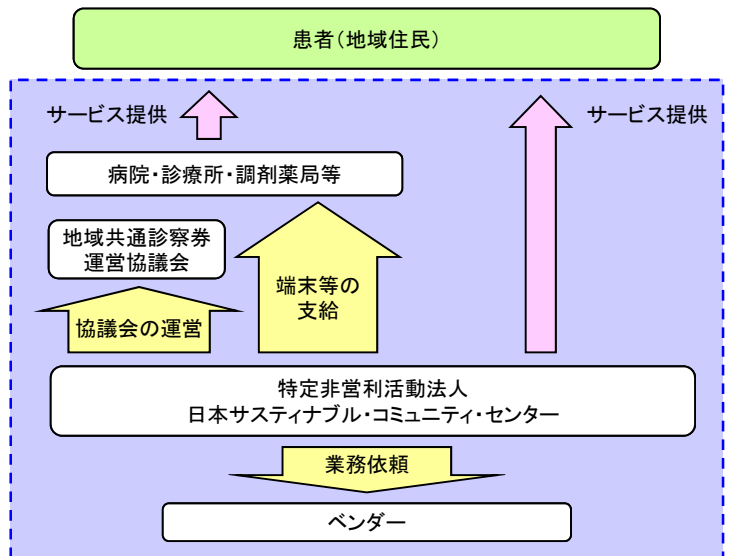 患者（地域住民）
サービス提供
サービス提供
病院・診療所・調剤薬局等
地域共通診察券
運営協議会
端末等の
支給
協議会の運営
特定非営利活動法人
日本サスティナブル・コミュニティ・センター
業務依頼
ベンダー